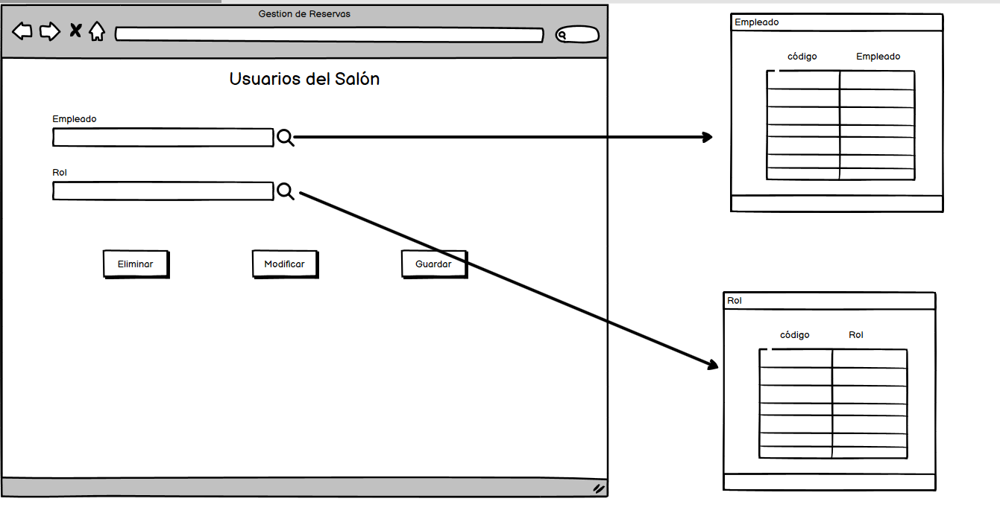 Gestion de Reservas
Usuarios del Salón
Empleado
Rol
Eliminar
Modificar
Guardar
Empleado
código Empleado
Rol
código Rol